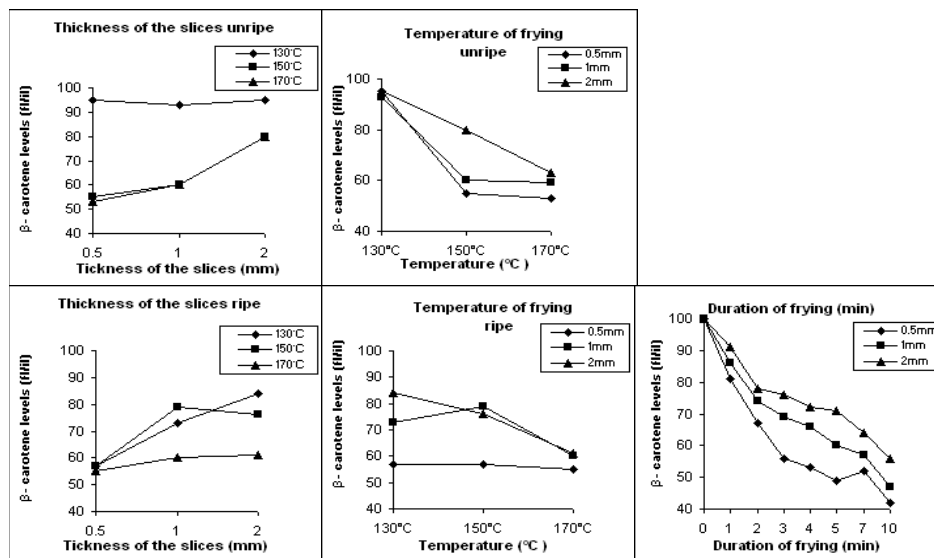 Thickness of the slices unripe
130°C
150°C
170°C
β- carotene levels (ff/il)
100
90
80
70
60
50
40
0.5 1 2
Tickness of the slices (mm)
Temperature of frying
unripe
0.5mm
1mm
2mm
β- carotene levels (ff/il)
100
80
60
40
130°C 150°C 170°C
Temperature (°C )
Thickness of the slices ripe
130°C
150°C
170°C
β- carotene levels (ff/il)
100
90
80
70
60
50
40
0.5 1 2
Tickness of the slices (mm)
Temperature of frying
ripe
0.5mm
1mm
2mm
β- carotene levels (ff/il)
100
90
80
70
60
50
40
130°C 150°C 170°C
Temperature (°C)
Duration of frying (min)
0.5mm
1mm
2mm
β- carotene levels (ff/il)
100
90
80
70
60
50
40
0 1 2 3 4 5 7 10
Duration of frying (min)